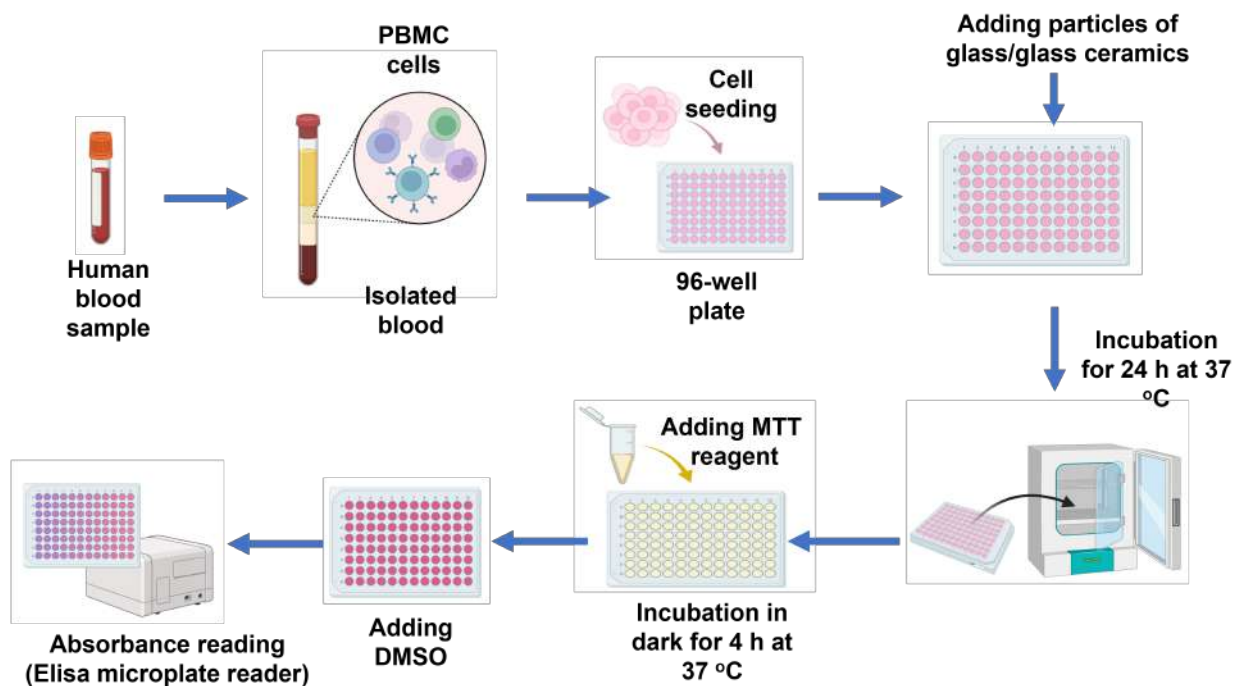 Human
blood
sample
PBMC
cells
Isolated
blood
Cell
seeding
96-well
plate
Adding particles of
glass/glass ceramics
Incubation
for 24 h at 37
°C
Adding MTT
reagent
Incubation in
dark for 4 h at
37 °C
Adding
DMSO
Absorbance reading
(Elisa microplate reader)